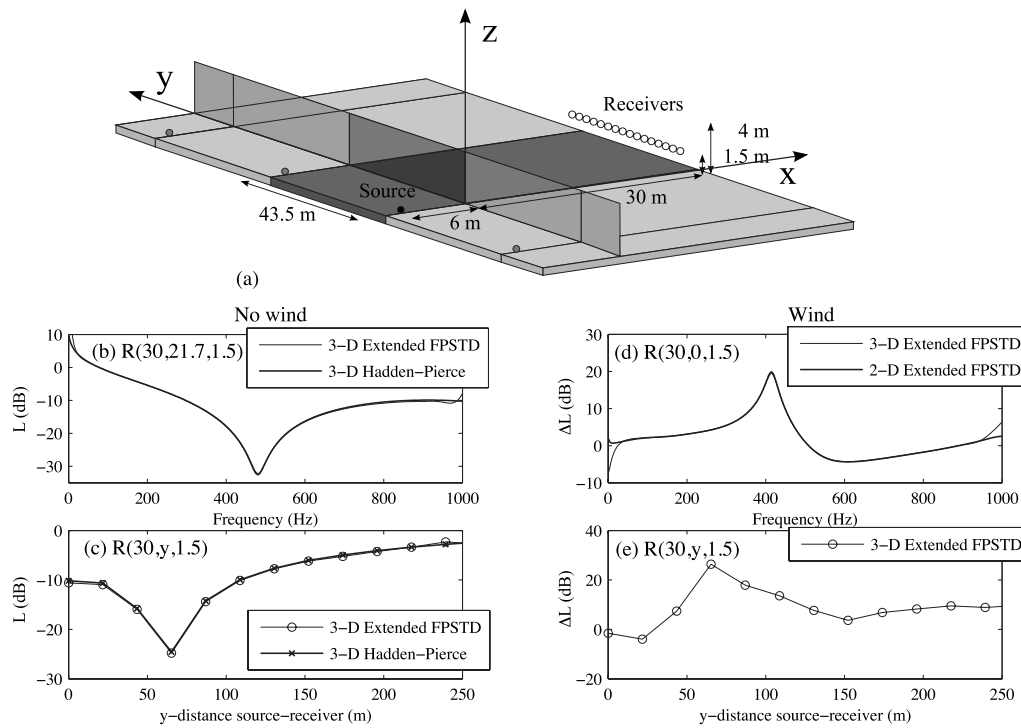 z
y
Receivers
4 m
1.5 m
x
Source
30 m
43.5 m
6 m
(a)
No wind
10
0
−10
−20
−30
L (dB)
(b) R(30,21.7,1.5)
3−D Extended FPSTD
3−D Hadden−Pierce
0 200 400 600 800 1000
Frequency (Hz)
Wind
30
20
10
0
−10
ΔL (dB)
(d) R(30,0,1.5)
3−D Extended FPSTD
2−D Extended FPSTD
0 200 400 600 800 1000
Frequency (Hz)
0
−10
−20
−30
L (dB)
(c) R(30,y,1.5)
3−D Extended FPSTD
3−D Hadden−Pierce
0 50 100 150 200 250
y−distance source−receiver (m)
40
20
0
−20
ΔL (dB)
(e) R(30,y,1.5)
3−D Extended FPSTD
0 50 100 150 200 250
y−distance source−receiver (m)